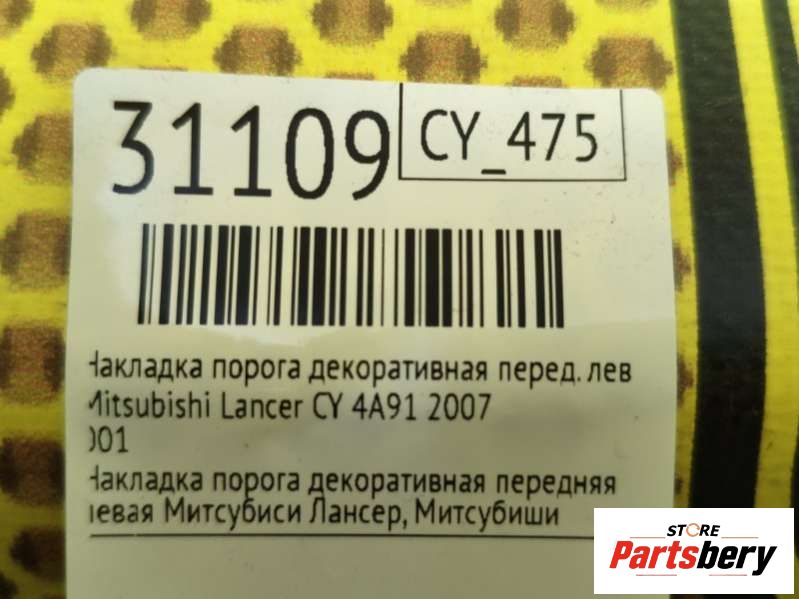 31109
CY_475
Накладка порога декоративная перед. лев
Mitsubishi Lancer CY 4A91 2007
001
Накладка порога декоративная передняя
левая Митсубиси Лансер, Митсубиши
STORE
Partsbery